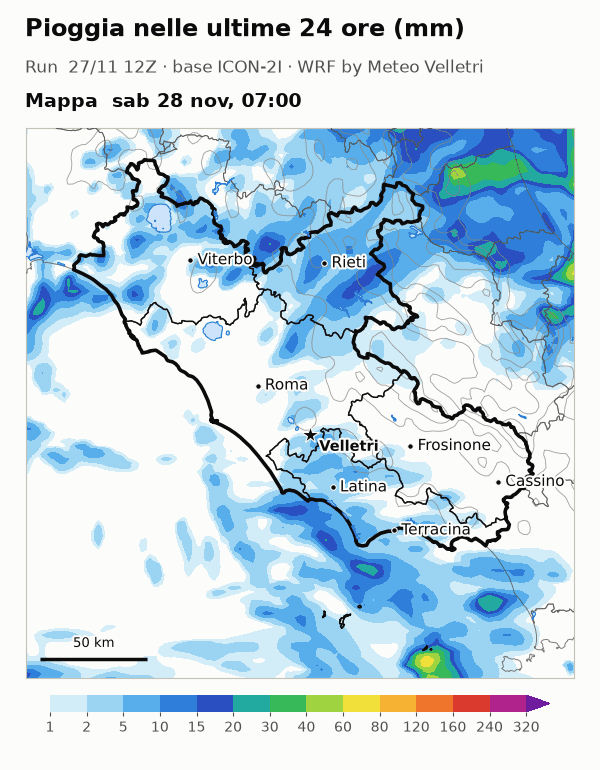 Pioggia nelle ultime 24 ore (mm)
Run 27/11 12Z · base ICON-2I · WRF by Meteo Velletri
Mappa sab 28 nov, 07:00
Viterbo
Rieti
Roma
Velletri
Frosinone
Latina
Cassino
Terracina
50 km
1 2 5 10 15 20 30 40 60 80 120 160 240 320